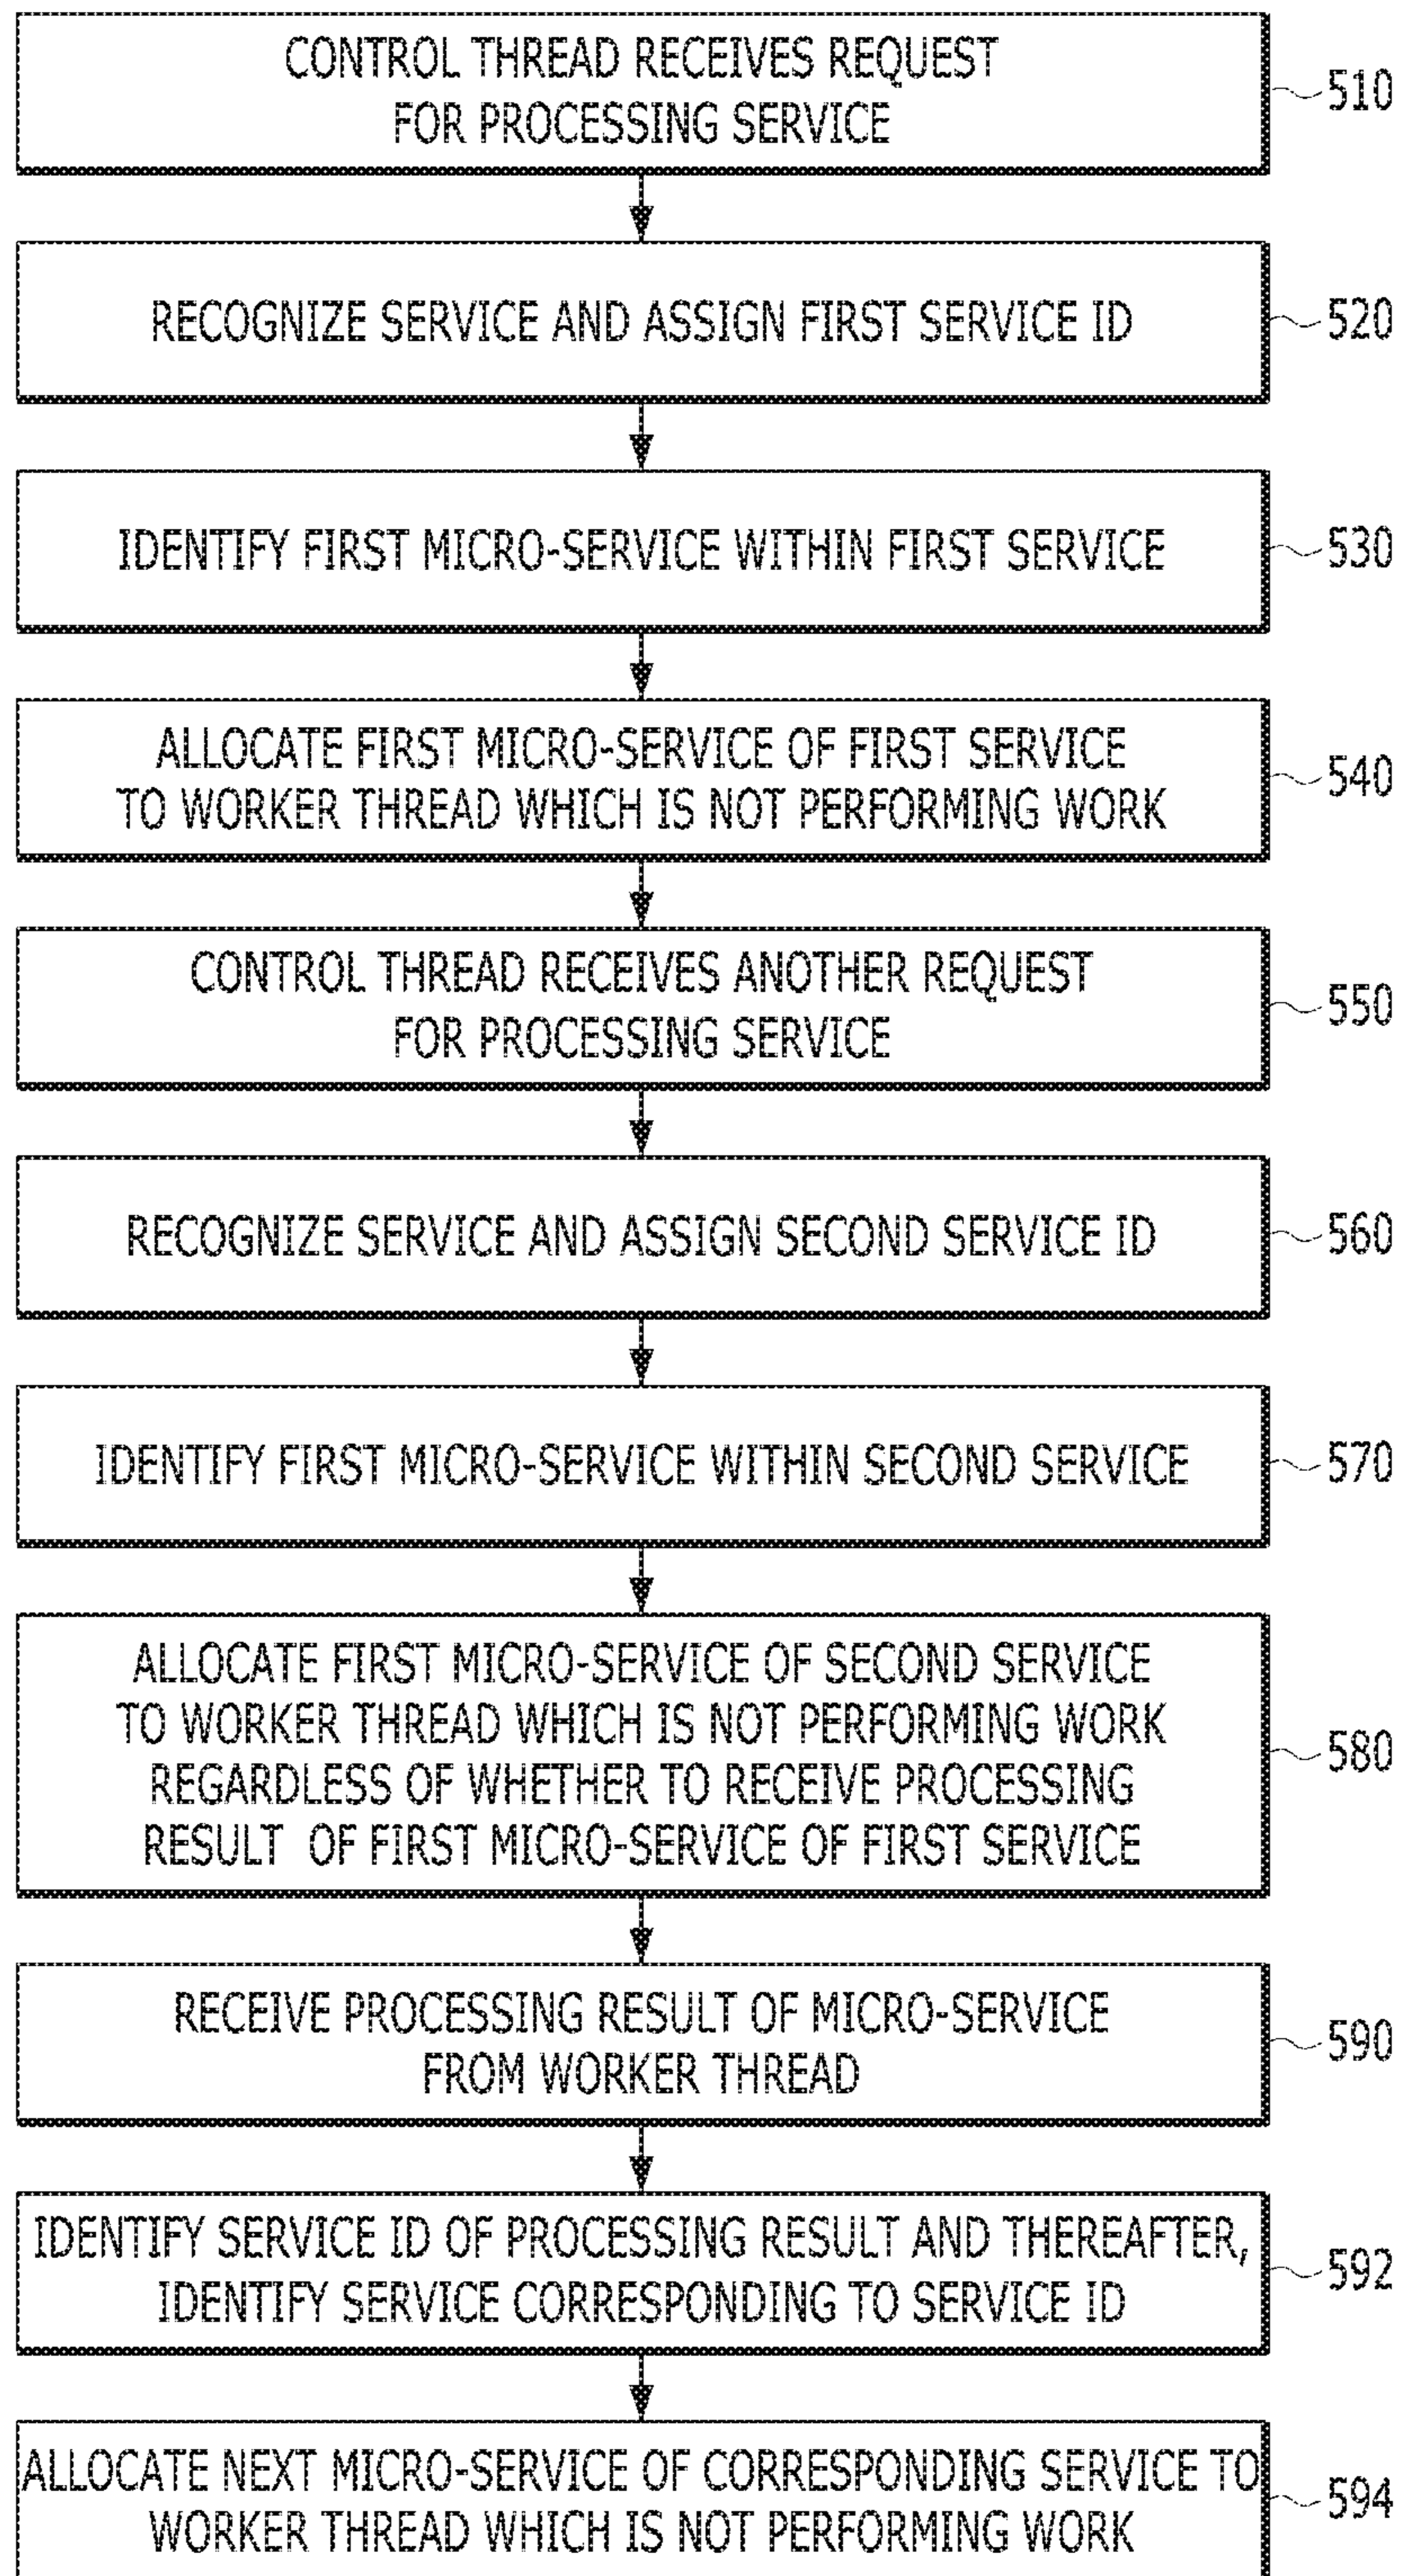 CONTROL THREAD RECEIVES REQUEST
FOR PROCESSING SERVICE
510
RECOGNIZE SERVICE AND ASSIGN FIRST SERVICE ID
520
IDENTIFY FIRST MICRO-SERVICE WITHIN FIRST SERVICE
530
ALLOCATE FIRST MICRO-SERVICE OF FIRST SERVICE
TO WORKER THREAD WHICH IS NOT PERFORMING WORK
540
CONTROL THREAD RECEIVES ANOTHER REQUEST
FOR PROCESSING SERVICE
550
RECOGNIZE SERVICE AND ASSIGN SECOND SERVICE ID
560
IDENTIFY FIRST MICRO-SERVICE WITHIN SECOND SERVICE
570
ALLOCATE FIRST MICRO-SERVICE OF SECOND SERVICE
TO WORKER THREAD WHICH IS NOT PERFORMING WORK
REGARDLESS OF WHETHER TO RECEIVE PROCESSING
RESULT OF FIRST MICRO-SERVICE OF FIRST SERVICE
580
RECEIVE PROCESSING RESULT OF MICRO-SERVICE
FROM WORKER THREAD
590
IDENTIFY SERVICE ID OF PROCESSING RESULT AND THEREAFTER,
IDENTIFY SERVICE CORRESPONDING TO SERVICE ID
592
ALLOCATE NEXT MICRO-SERVICE OF CORRESPONDING SERVICE TO
WORKER THREAD WHICH IS NOT PERFORMING WORK
594